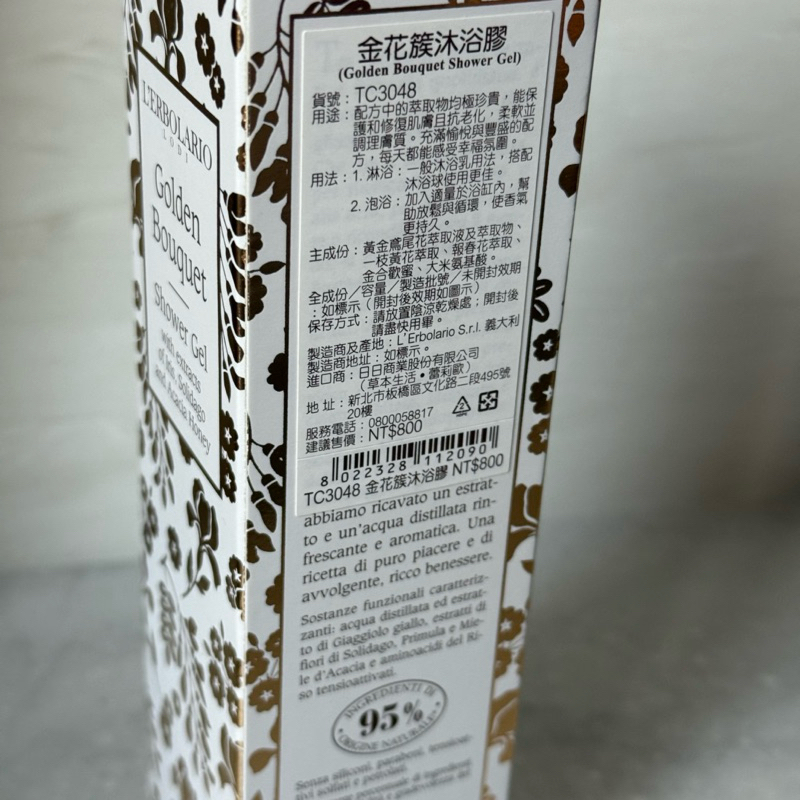 L'ERBOLARIO
LODI
Golden
Bouquet
Shower Gel
with extracts
of Iris, Solidago
and Acacia Honey
金花簇沐浴膠
(Golden Bouquet Shower Gel)
貨號：TC3048
用途：配方中的萃取物均極珍貴，能保
護和修復肌膚且抗老化，柔軟並
調理膚質。充滿愉悅與豐盛的配
方，每天都能感受幸福氛圍。
用法：1. 淋浴：一般沐浴乳用法，搭配
沐浴球使用更佳。
2. 泡浴：加入適量於浴缸內，幫
助放鬆與循環，使香氣
更持久。
主成份：黃金鳶尾花萃取液及萃取物、
一枝黃花萃取、報春花萃取、
金合歡蜜、大米氨基酸。
全成份／容量／製造批號／未開封效期
：如標示（開封後效期如圖示）
保存方式：請放置陰涼乾燥處；開封後
請盡快用畢。
製造商及產地：L'Erbolario S.r.l. 義大利
製造商地址：如標示。
進口商：日日商業股份有限公司
（草本生活•蕾莉歐）
地 址：新北市板橋區文化路二段495號
20樓
服務電話：0800058817
建議售價：NT$800
8 022328 112090
TC3048 金花簇沐浴膠 NT$800
abbiamo ricavato un estrat-
to e un'acqua distillata rin-
frescante e aromatica. Una
ricetta di puro piacere e di
avvolgente, ricco benessere.
Sostanze funzionali caratteriz-
zanti: acqua distillata ed estrat-
to di Giaggiolo giallo, estratti di
fiori di Solidago, Primula e Mie-
le d'Acacia e aminoacidi del Ri-
so tensioattivati.
INGREDIENTI DI
95%
ORIGINE NATURALE
Senza siliconi, parabeni, tensioat-
tivi solfati e petrolati.